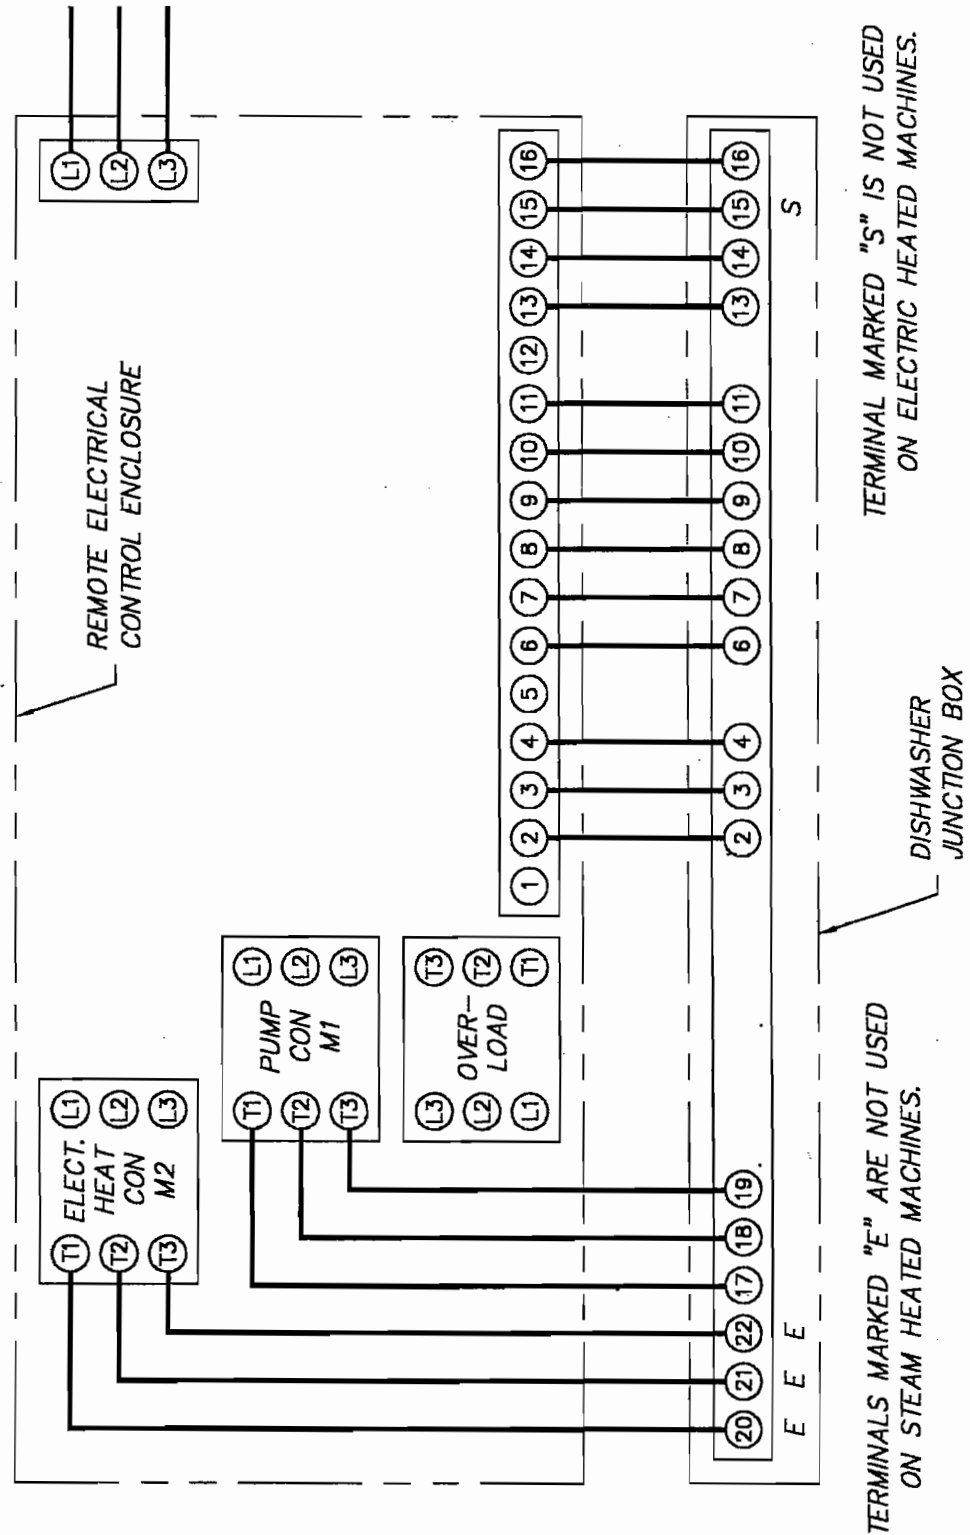 REMOTE ELECTRICAL
CONTROL ENCLOSURE
T1 ELECT. L1
T2 HEAT L2
CON
T3 M2 L3
L1
L2
L3
T1 PUMP L1
T2 CON L2
T3 M1 L3
L3 OVER- T3
L2 LOAD T2
L1 T1
1 2 3 4 5 6 7 8 9 10 11 12 13 14 15 16
20 21 22 17 18 19 2 3 4 6 7 8 9 10 11 13 14 15 16
E E E S
TERMINALS MARKED "E" ARE NOT USED
ON STEAM HEATED MACHINES.
DISHWASHER
JUNCTION BOX
TERMINAL MARKED "S" IS NOT USED
ON ELECTRIC HEATED MACHINES.